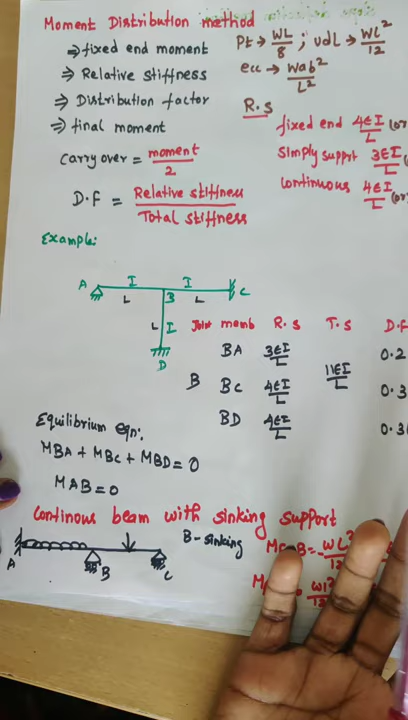 Moment Distribution method
Pt → WL/8 ; udl → WL²/12
⇒ fixed end moment
ecc → Wab²/L²
⇒ Relative stiffness
⇒ Distribution factor
R.S
⇒ final moment
fixed end 4EI/L (or
Carry over = moment/2
Simply supprt 3EI/L
continuous 4EI/L (or
D.F = Relative stiffness/Total stiffness
Example:
A I B I C
L L
L I
D
Joint memb R.S T.S D.F
BA 3EI/L 0.2
B BC 4EI/L 11EI/L 0.3
BD 4EI/L 0.3
Equilibrium eqn:
MBA + MBC + MBD = 0
MAB = 0
Continous beam with sinking support
B - sinking
A B C